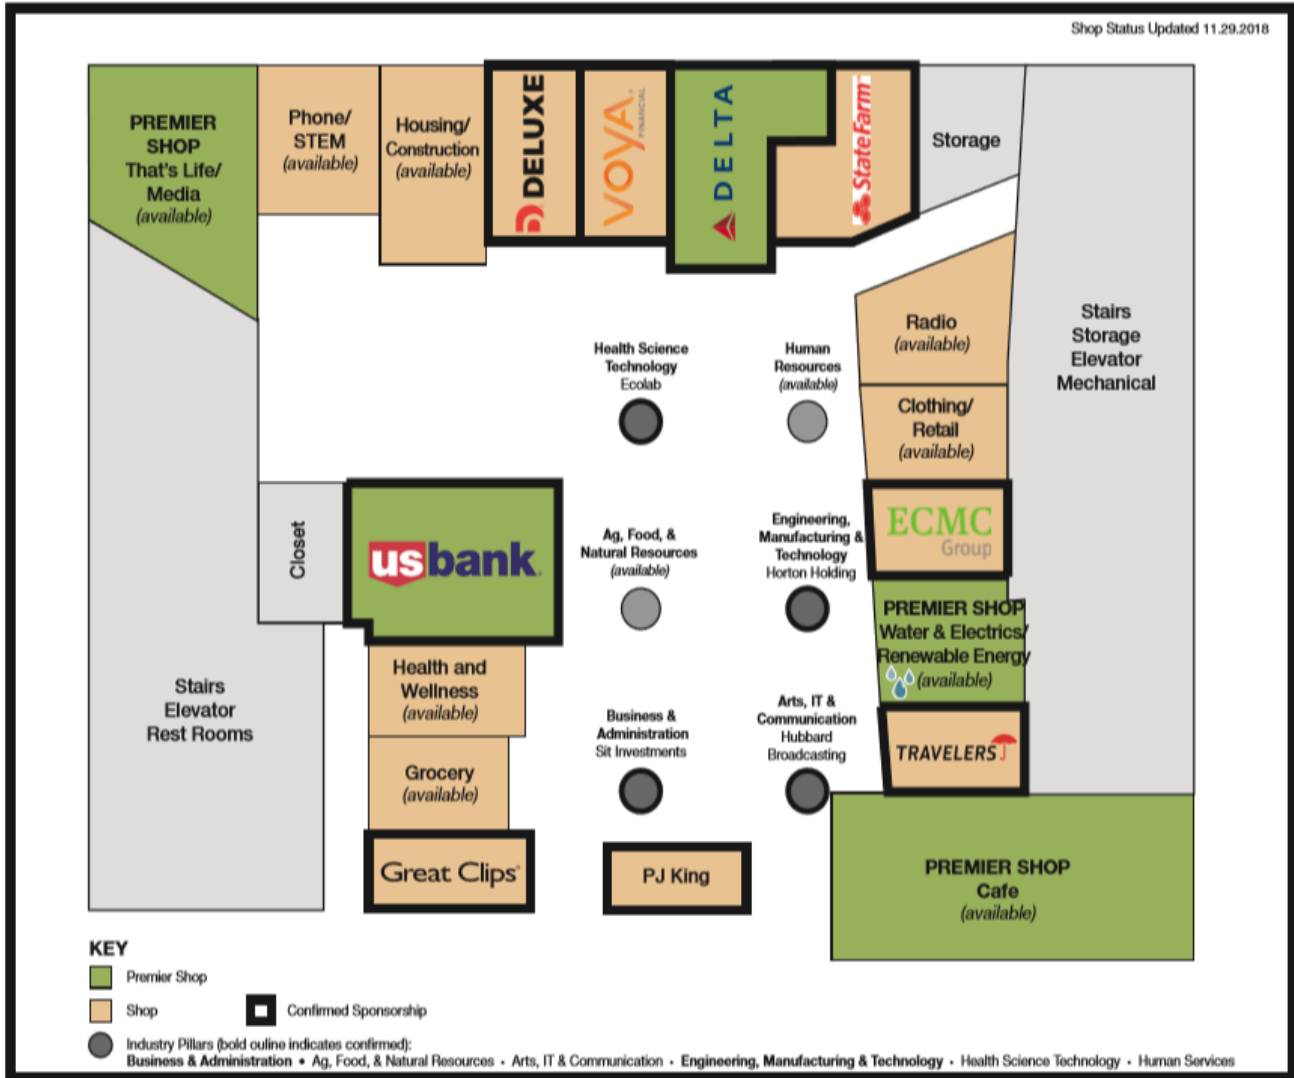 Shop Status Updated 11.29.2018
PREMIER
SHOP
That's Life/
Media
(available)
Phone/
STEM
(available)
Housing/
Construction
(available)
DELUXE
VOYA
FINANCIAL
DELTA
StateFarm
Storage
Radio
(available)
Stairs
Storage
Elevator
Mechanical
Health Science
Technology
Ecolab
Human
Resources
(available)
Clothing/
Retail
(available)
Closet
usbank
Ag, Food, &
Natural Resources
(available)
Engineering,
Manufacturing &
Technology
Horton Holding
ECMC
Group
PREMIER SHOP
Water & Electrics/
Renewable Energy
(available)
Stairs
Elevator
Rest Rooms
Health and
Wellness
(available)
Business &
Administration
Sit Investments
Arts, IT &
Communication
Hubbard
Broadcasting
TRAVELERS
Grocery
(available)
Great Clips
PJ King
PREMIER SHOP
Cafe
(available)
KEY
Premier Shop
Shop
Confirmed Sponsorship
Industry Pillars (bold ouline indicates confirmed):
Business & Administration • Ag, Food, & Natural Resources • Arts, IT & Communication • Engineering, Manufacturing & Technology • Health Science Technology • Human Services